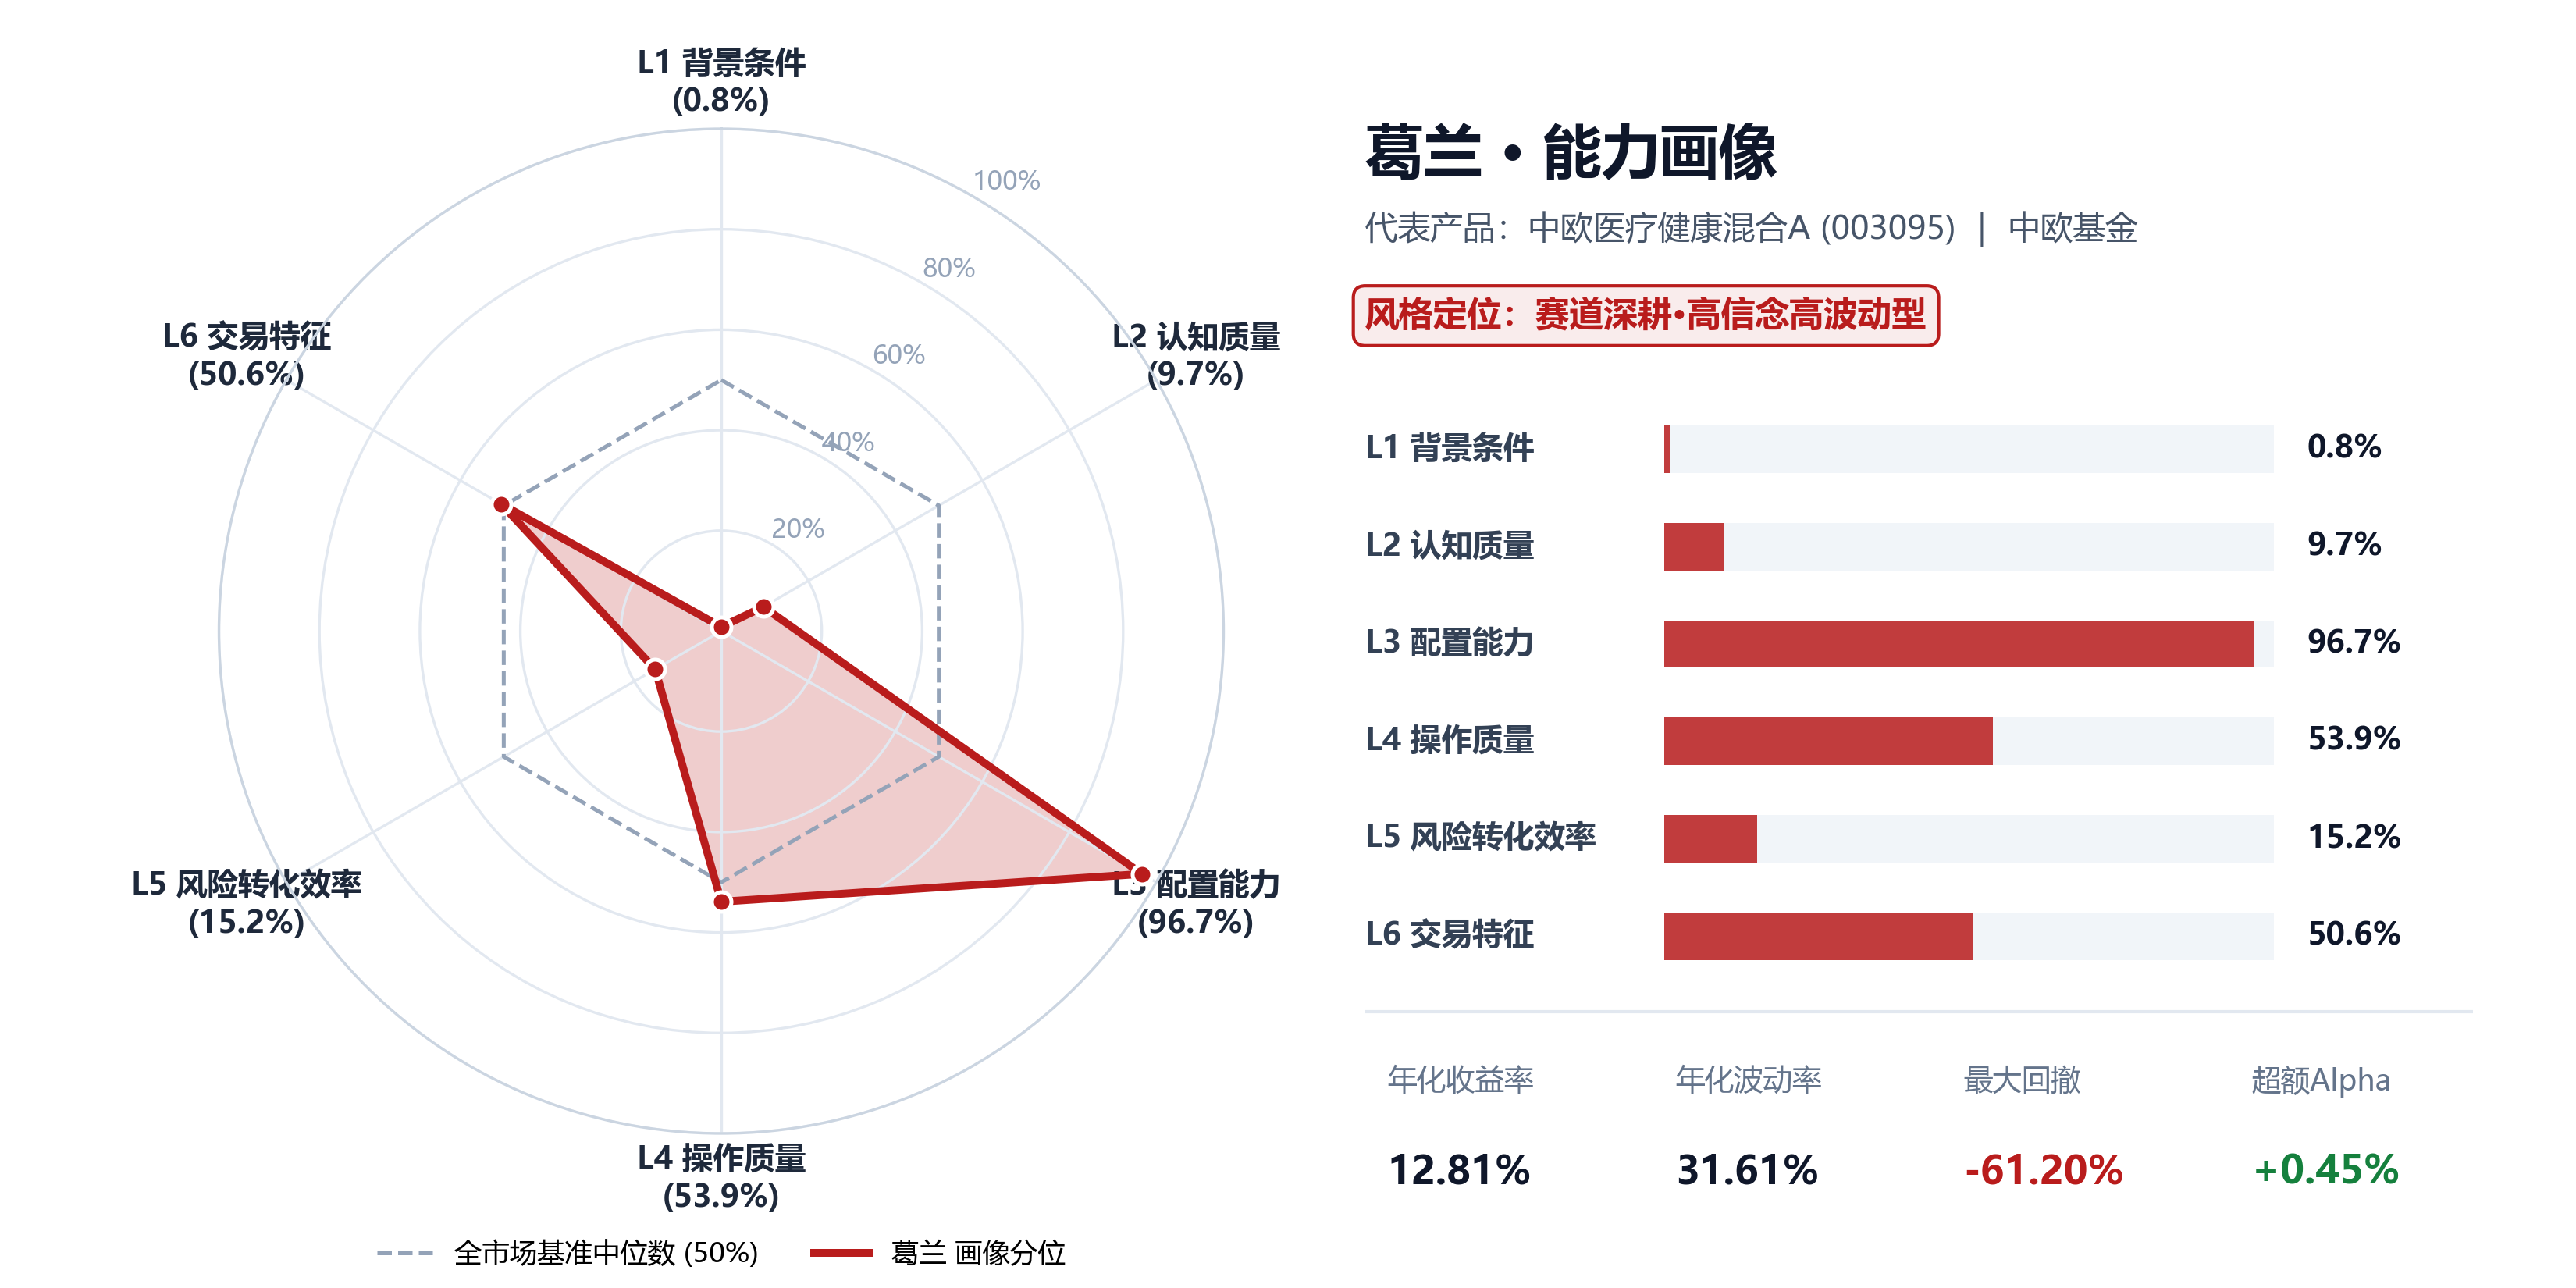 L1 背景条件
(0.8%)
100%
80%
60%
40%
20%
L6 交易特征
(50.6%)
L2 认知质量
(9.7%)
L5 风险转化效率
(15.2%)
L3 配置能力
(96.7%)
L4 操作质量
(53.9%)
全市场基准中位数 (50%)
葛兰 画像分位
葛兰 • 能力画像
代表产品：中欧医疗健康混合A (003095) | 中欧基金
风格定位：赛道深耕•高信念高波动型
L1 背景条件 0.8%
L2 认知质量 9.7%
L3 配置能力 96.7%
L4 操作质量 53.9%
L5 风险转化效率 15.2%
L6 交易特征 50.6%
年化收益率 年化波动率 最大回撤 超额Alpha
12.81% 31.61% -61.20% +0.45%